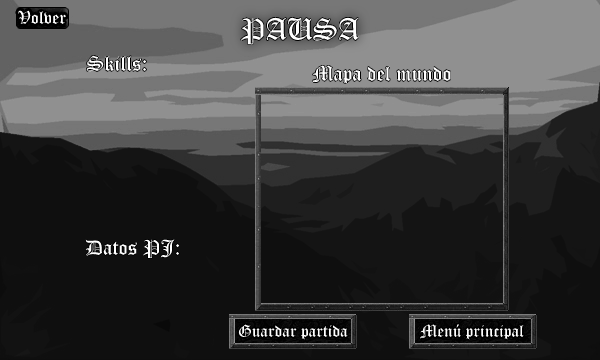 Volver
PAUSA
Skills:
Mapa del mundo
Datos PJ:
Guardar partida
Menú principal